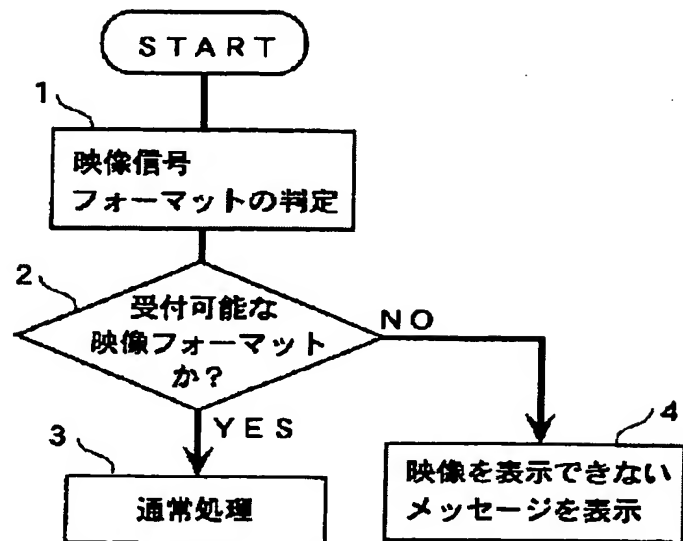 START
1
映像信号
フォーマットの判定
2
受付可能な
映像フォーマット
か?
NO
YES
3
通常処理
4
映像を表示できない
メッセージを表示